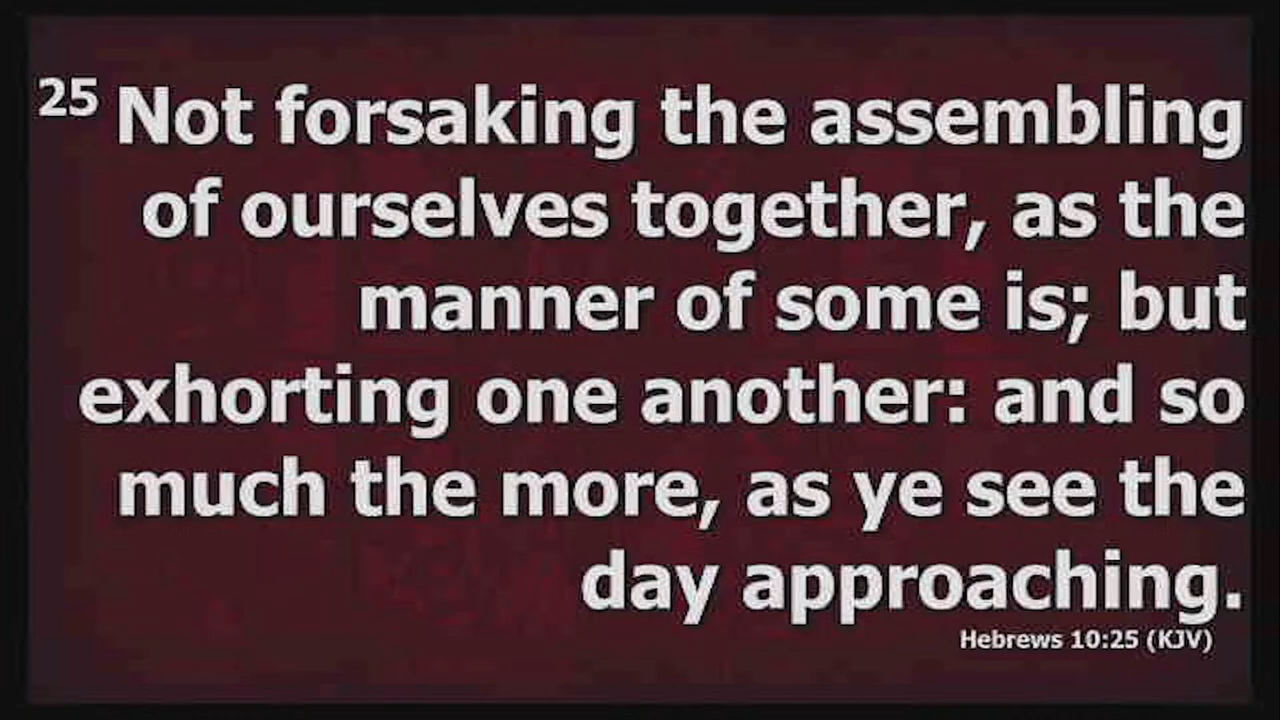 25 Not forsaking the assembling
of ourselves together, as the
manner of some is; but
exhorting one another: and so
much the more, as ye see the
day approaching.
Hebrews 10:25 (KJV)